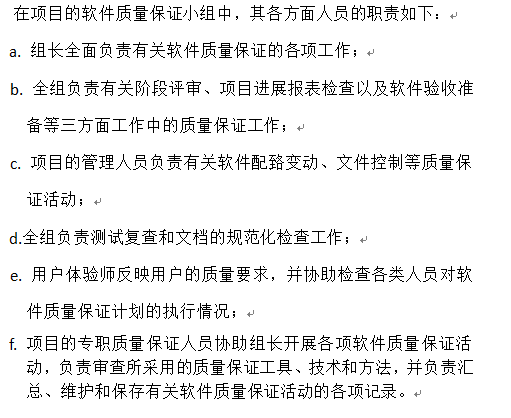 在项目的软件质量保证小组中，其各方面人员的职责如下：
a. 组长全面负责有关软件质量保证的各项工作；
b. 全组负责有关阶段评审、项目进展报表检查以及软件验收准
备等三方面工作中的质量保证工作；
c. 项目的管理人员负责有关软件配臵变动、文件控制等质量保
证活动；
d.全组负责测试复查和文档的规范化检查工作；
e. 用户体验师反映用户的质量要求，并协助检查各类人员对软
件质量保证计划的执行情况；
f. 项目的专职质量保证人员协助组长开展各项软件质量保证活
动，负责审查所采用的质量保证工具、技术和方法，并负责汇
总、维护和保存有关软件质量保证活动的各项记录。